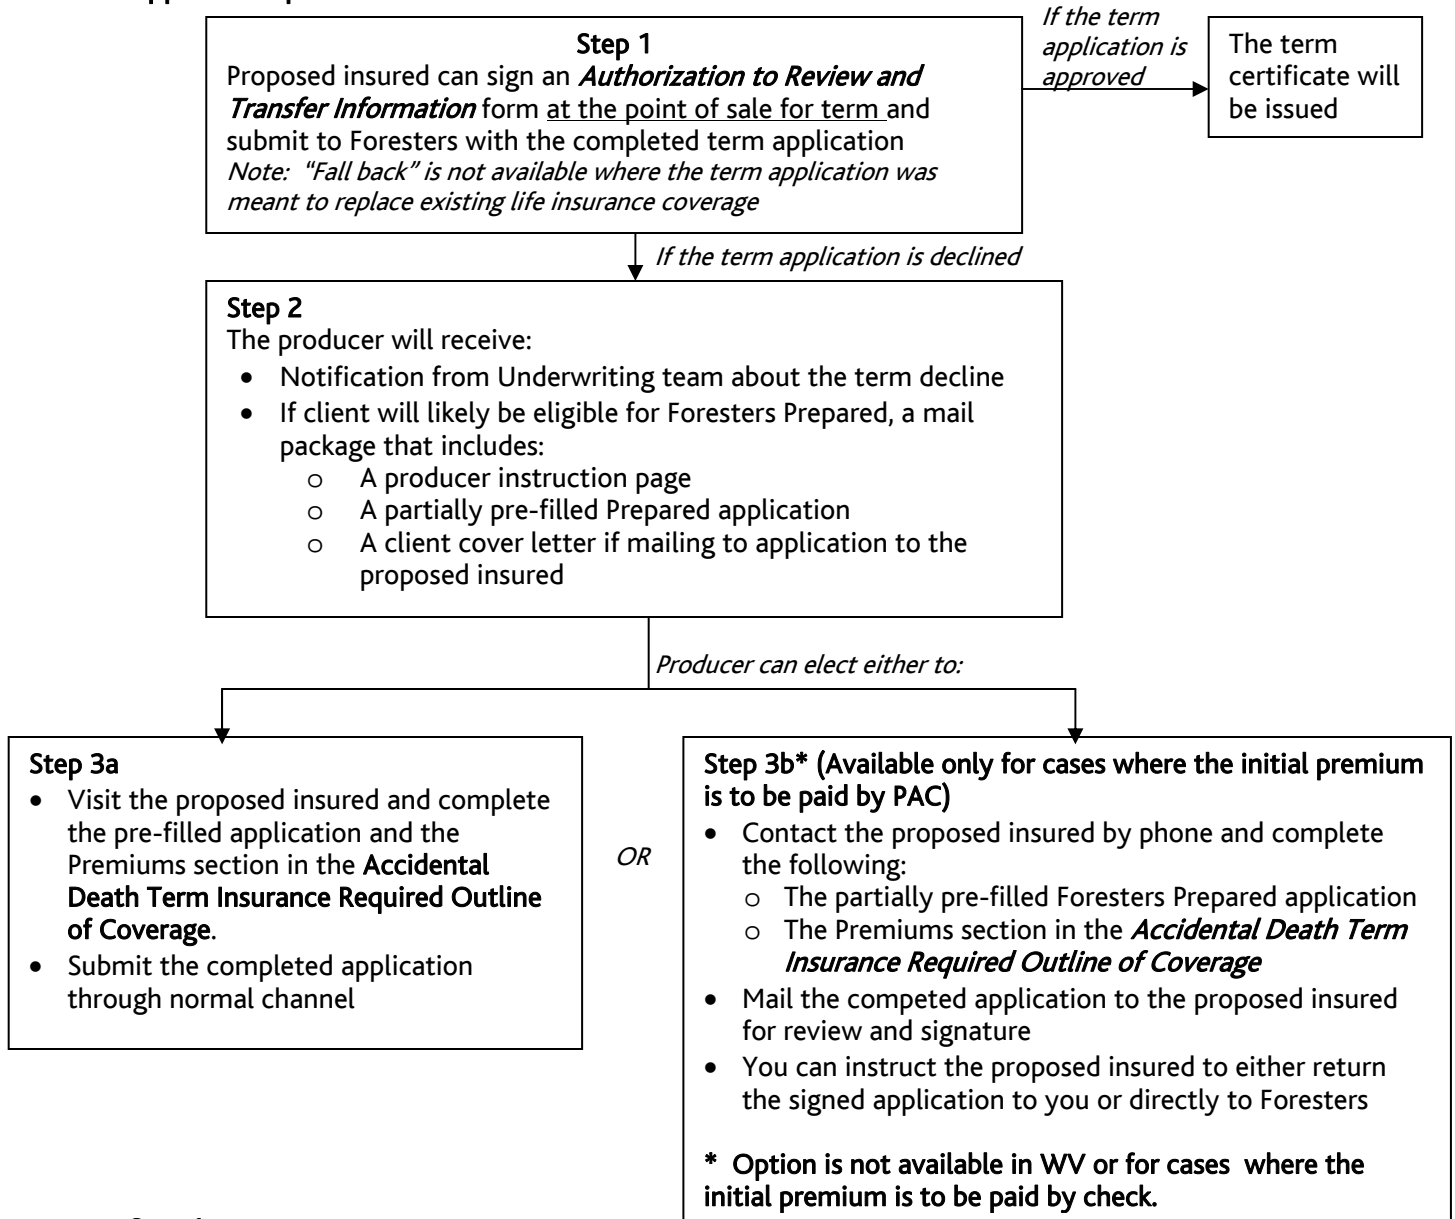 Step 1
Proposed insured can sign an Authorization to Review and
Transfer Information form at the point of sale for term and
submit to Foresters with the completed term application
Note: "Fall back" is not available where the term application was
meant to replace existing life insurance coverage
If the term
application is
approved
The term
certificate will
be issued
If the term application is declined
Step 2
The producer will receive:
• Notification from Underwriting team about the term decline
• If client will likely be eligible for Foresters Prepared, a mail
package that includes:
o A producer instruction page
o A partially pre-filled Prepared application
o A client cover letter if mailing to application to the
proposed insured
Producer can elect either to:
Step 3a
• Visit the proposed insured and complete
the pre-filled application and the
Premiums section in the Accidental
Death Term Insurance Required Outline
of Coverage.
• Submit the completed application
through normal channel
OR
Step 3b* (Available only for cases where the initial premium
is to be paid by PAC)
• Contact the proposed insured by phone and complete
the following:
o The partially pre-filled Foresters Prepared application
o The Premiums section in the Accidental Death Term
Insurance Required Outline of Coverage
• Mail the competed application to the proposed insured
for review and signature
• You can instruct the proposed insured to either return
the signed application to you or directly to Foresters
* Option is not available in WV or for cases where the
initial premium is to be paid by check.